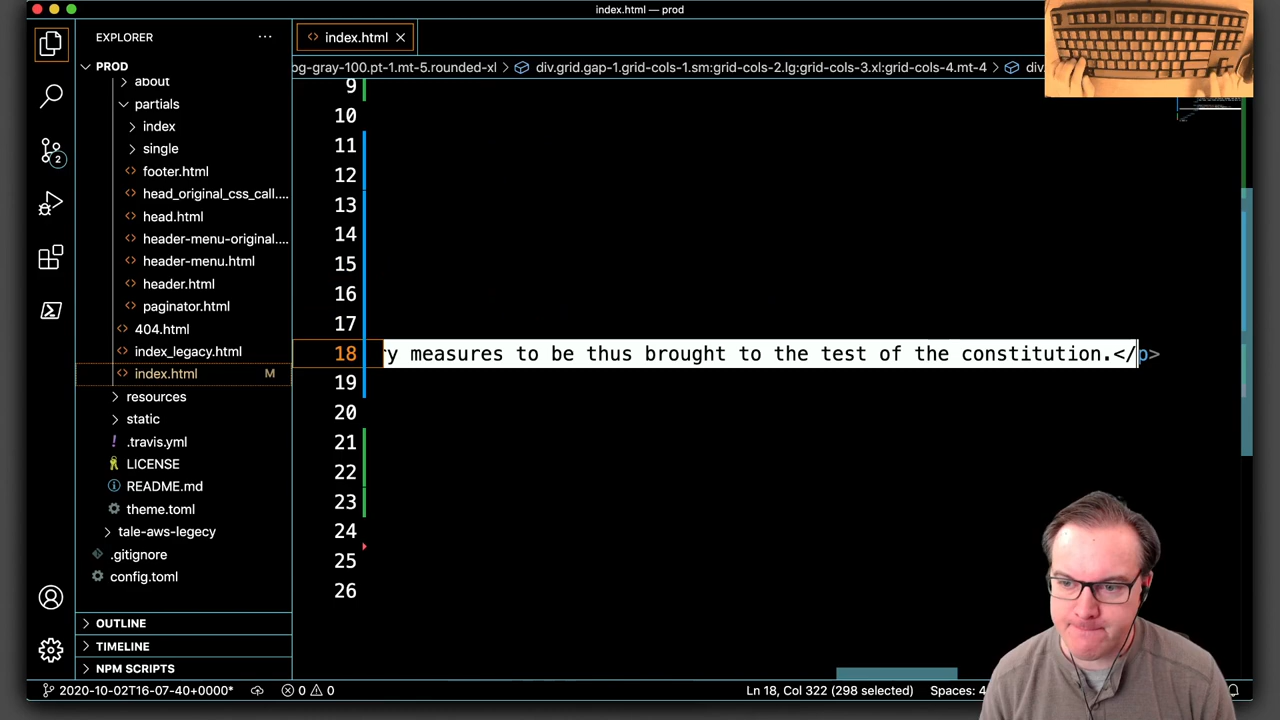 index.html — prod
EXPLORER
index.html
PROD
og-gray-100.pt-1.mt-5.rounded-xl
div.grid.gap-1.grid-cols-1.sm:grid-cols-2.lg:grid-cols-3.xl:grid-cols-4.mt-4
div.
about
partials
index
single
footer.html
head_original_css_call....
head.html
header-menu-original....
header-menu.html
header.html
paginator.html
404.html
index_legacy.html
index.html M
resources
static
.travis.yml
LICENSE
README.md
theme.toml
tale-aws-legacy
.gitignore
config.toml
OUTLINE
TIMELINE
NPM SCRIPTS
2
9
10
11
12
13
14
15
16
17
18 ry measures to be thus brought to the test of the constitution.</p>
19
20
21
22
23
24
25
26
2020-10-02T16-07-40+0000*
0
0
Ln 18, Col 322 (298 selected)
Spaces: 4